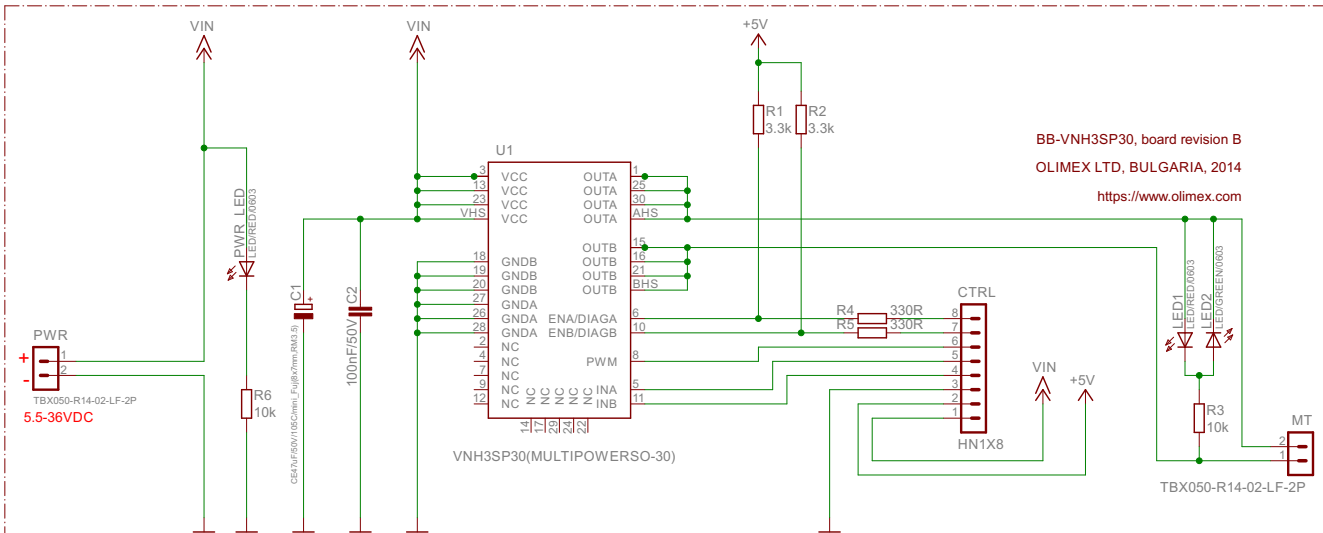 VIN
VIN
+5V
R1
3.3k
R2
3.3k
BB-VNH3SP30, board revision B
OLIMEX LTD, BULGARIA, 2014
https://www.olimex.com
U1
3
VCC
OUTA
1
13
VCC
OUTA
25
23
VCC
OUTA
30
VHS
VCC
OUTA
AHS
OUTB
15
18
GNDB
OUTB
16
19
GNDB
OUTB
21
20
GNDB
OUTB
BHS
27
GNDA
26
GNDA
ENA/DIAGA
6
28
GNDA
ENB/DIAGB
10
2
NC
4
NC
PWM
8
7
NC
9
NC
INA
5
12
NC
INB
11
NC
NC
NC
NC
NC
14
17
29
24
22
VNH3SP30(MULTIPOWERSO-30)
PWR_LED
LED/RED/0603
C1
+
C2
100nF/50V
R4
330R
R5
330R
CTRL
8
7
6
5
4
3
2
1
HN1X8
VIN
+5V
LED1
LED/RED/0603
LED2
LED/GREEN/0603
R3
10k
MT
2
1
TBX050-R14-02-LF-2P
PWR
+
-
1
2
TBX050-R14-02-LF-2P
5.5-36VDC
R6
10k